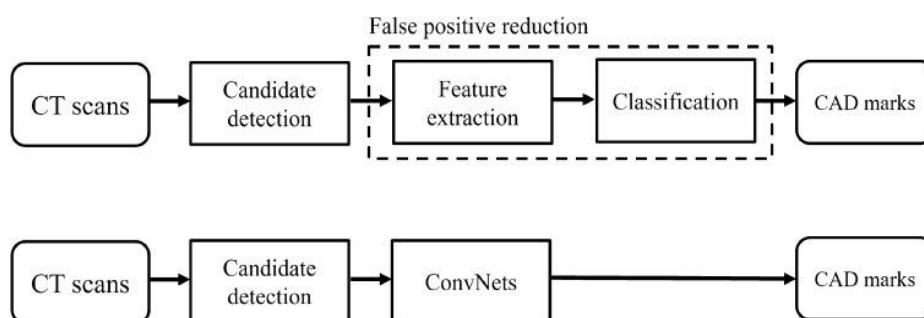 False positive reduction
CT scans
Candidate
detection
Feature
extraction
Classification
CAD marks
CT scans
Candidate
detection
ConvNets
CAD marks